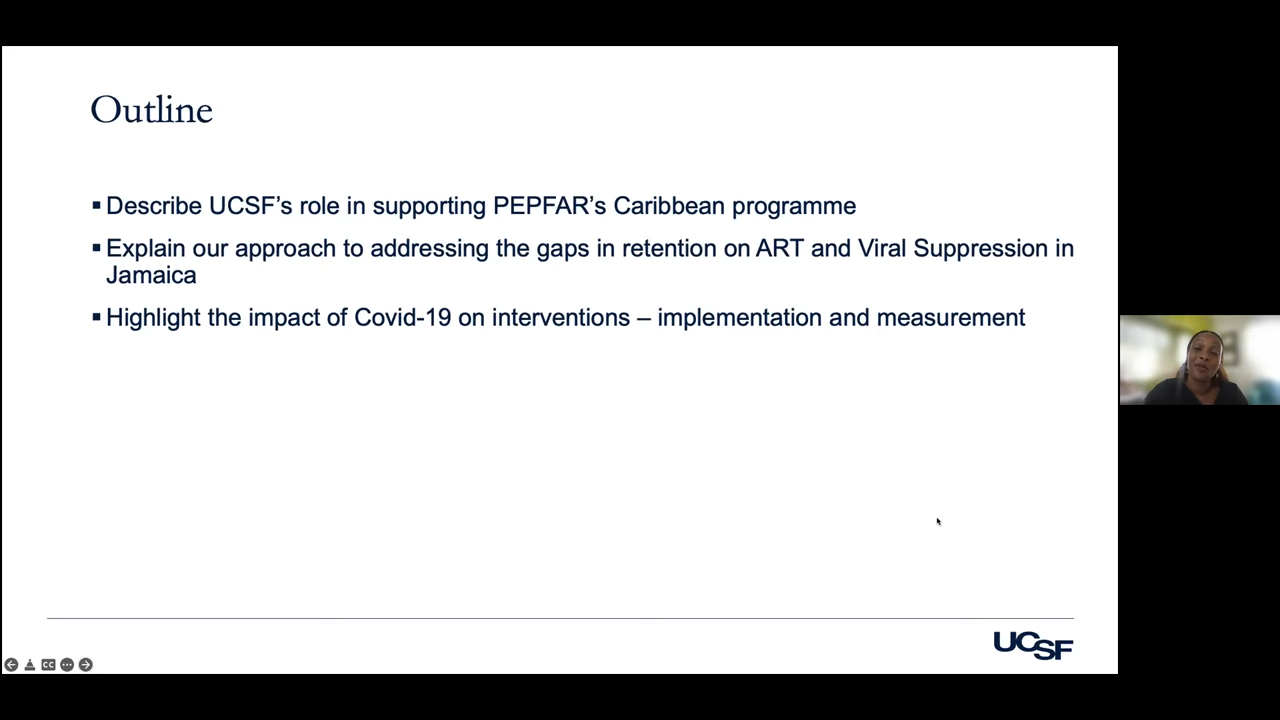 Outline
▪ Describe UCSF’s role in supporting PEPFAR’s Caribbean programme
▪ Explain our approach to addressing the gaps in retention on ART and Viral Suppression in
Jamaica
▪ Highlight the impact of Covid-19 on interventions – implementation and measurement
UCSF
CC